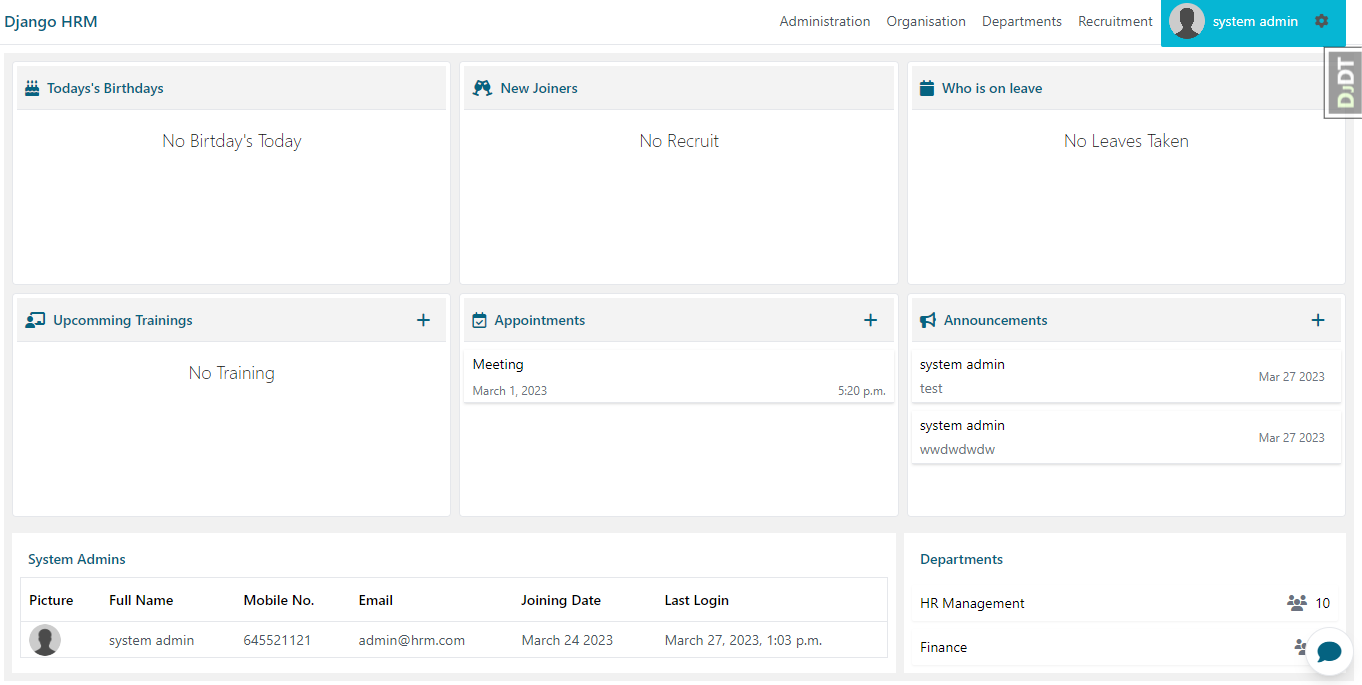 Django HRM
Administration Organisation Departments Recruitment system admin
DJDT
Todays's Birthdays
No Birtday's Today
New Joiners
No Recruit
Who is on leave
No Leaves Taken
Upcomming Trainings
No Training
Appointments
Meeting
March 1, 2023 5:20 p.m.
Announcements
system admin
test
Mar 27 2023
system admin
wwdwdwdw
Mar 27 2023
System Admins
Picture Full Name Mobile No. Email Joining Date Last Login
system admin 645521121 admin@hrm.com March 24 2023 March 27, 2023, 1:03 p.m.
Departments
HR Management 10
Finance